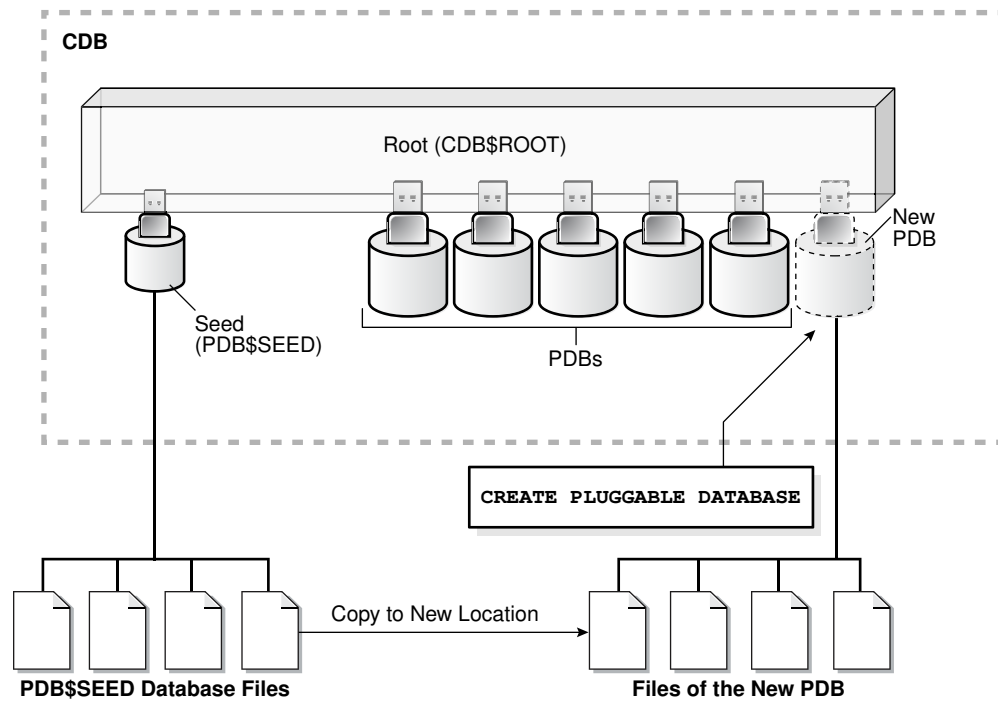 CDB
Root (CDB$ROOT)
New
PDB
Seed
(PDB$SEED)
PDBs
CREATE PLUGGABLE DATABASE
Copy to New Location
PDB$SEED Database Files
Files of the New PDB